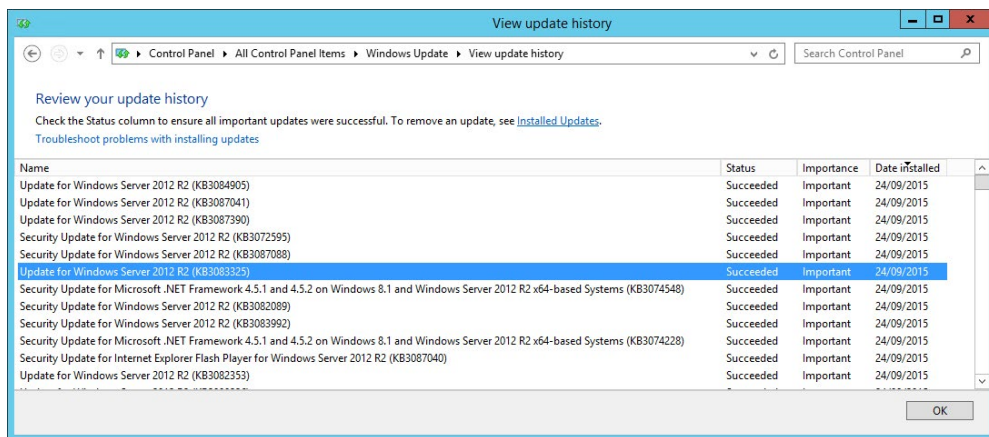 View update history
Control Panel All Control Panel Items Windows Update View update history Search Control Panel
Review your update history
Check the Status column to ensure all important updates were successful. To remove an update, see Installed Updates.
Troubleshoot problems with installing updates
Name Status Importance Date installed
Update for Windows Server 2012 R2 (KB3084905) Succeeded Important 24/09/2015
Update for Windows Server 2012 R2 (KB3087041) Succeeded Important 24/09/2015
Update for Windows Server 2012 R2 (KB3087390) Succeeded Important 24/09/2015
Security Update for Windows Server 2012 R2 (KB3072595) Succeeded Important 24/09/2015
Security Update for Windows Server 2012 R2 (KB3087088) Succeeded Important 24/09/2015
Update for Windows Server 2012 R2 (KB3083325) Succeeded Important 24/09/2015
Security Update for Microsoft .NET Framework 4.5.1 and 4.5.2 on Windows 8.1 and Windows Server 2012 R2 x64-based Systems (KB3074548) Succeeded Important 24/09/2015
Security Update for Windows Server 2012 R2 (KB3082089) Succeeded Important 24/09/2015
Security Update for Windows Server 2012 R2 (KB3083992) Succeeded Important 24/09/2015
Security Update for Microsoft .NET Framework 4.5.1 and 4.5.2 on Windows 8.1 and Windows Server 2012 R2 x64-based Systems (KB3074228) Succeeded Important 24/09/2015
Security Update for Internet Explorer Flash Player for Windows Server 2012 R2 (KB3087040) Succeeded Important 24/09/2015
Update for Windows Server 2012 R2 (KB3082353) Succeeded Important 24/09/2015
OK